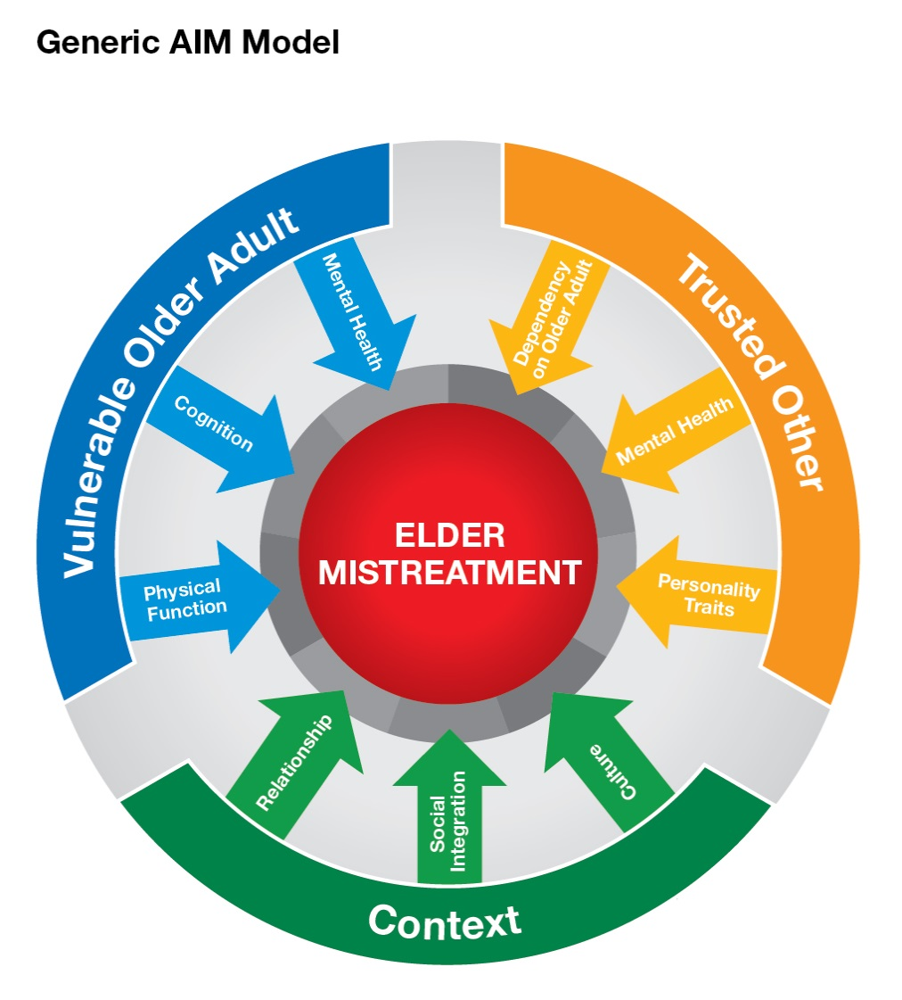 Generic AIM Model
Vulnerable Older Adult
Mental Health
Cognition
Physical
Function
Trusted Other
Dependency
on Older Adult
Mental Health
Personality
Traits
ELDER
MISTREATMENT
Relationship
Social
Integration
Culture
Context